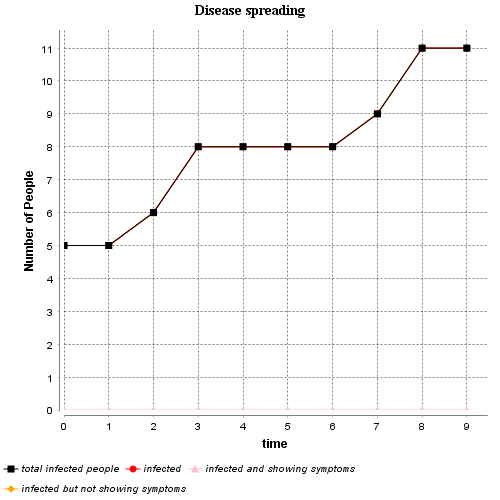 Disease spreading
Number of People
11
10
9
8
7
6
5
4
3
2
1
0
0 1 2 3 4 5 6 7 8 9
time
total infected people infected infected and showing symptoms
infected but not showing symptoms